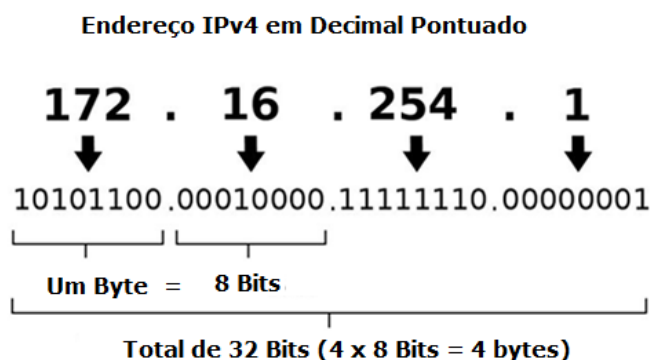 Endereço IPv4 em Decimal Pontuado
172 . 16 . 254 . 1
10101100.00010000.11111110.00000001
Um Byte = 8 Bits
Total de 32 Bits (4 x 8 Bits = 4 bytes)